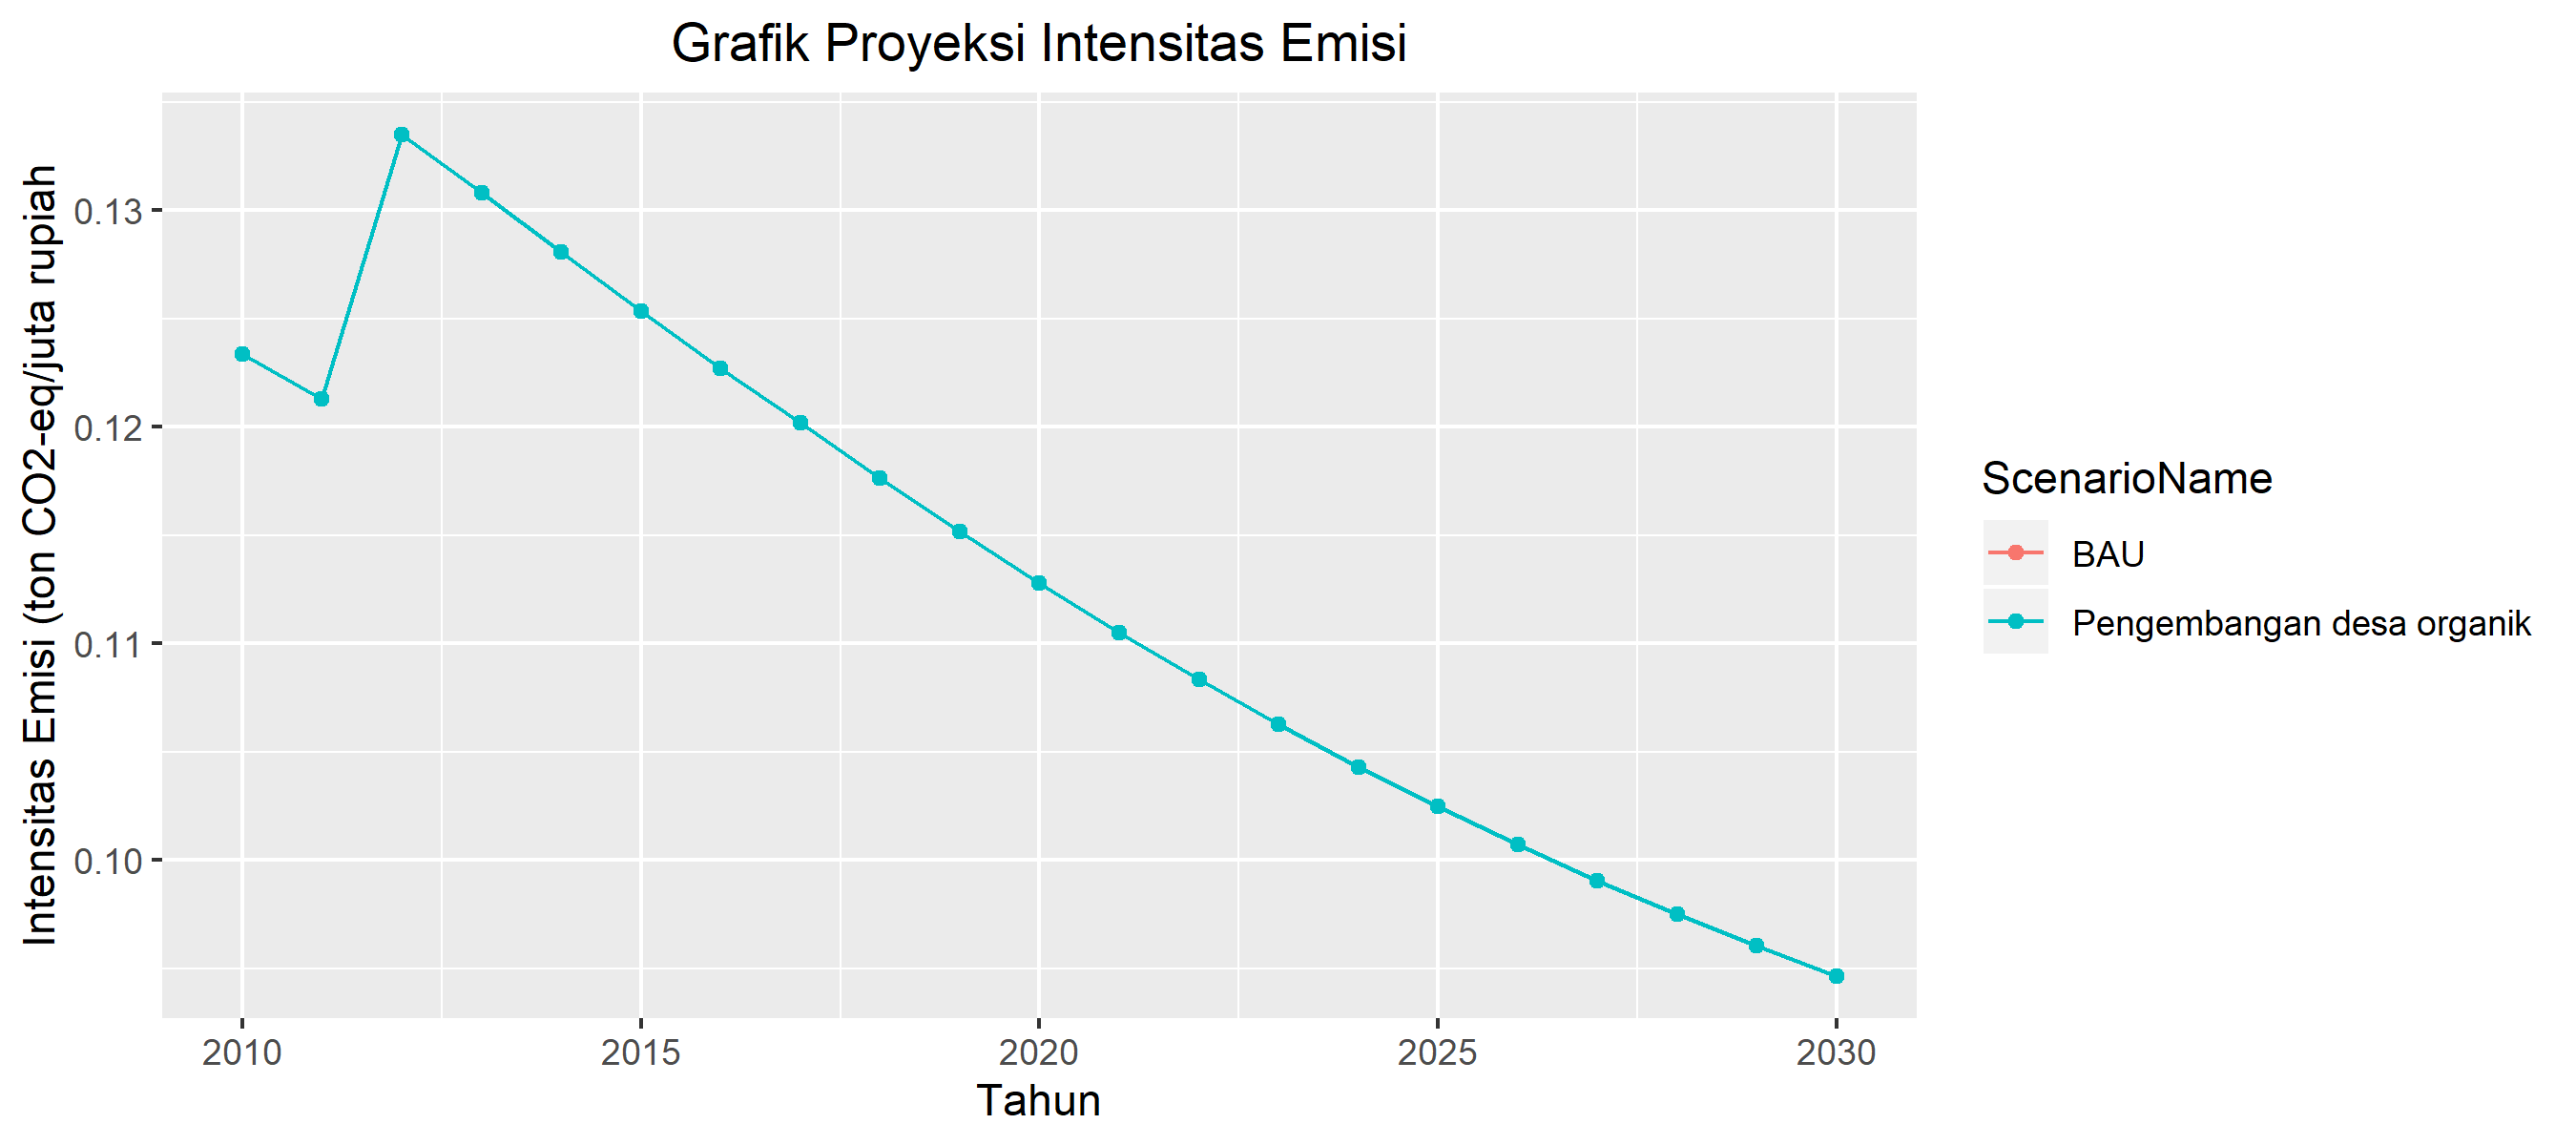 Grafik Proyeksi Intensitas Emisi
Intensitas Emisi (ton CO2-eq/juta rupiah
0.13
0.12
0.11
0.10
2010 2015 2020 2025 2030
Tahun
ScenarioName
BAU
Pengembangan desa organik